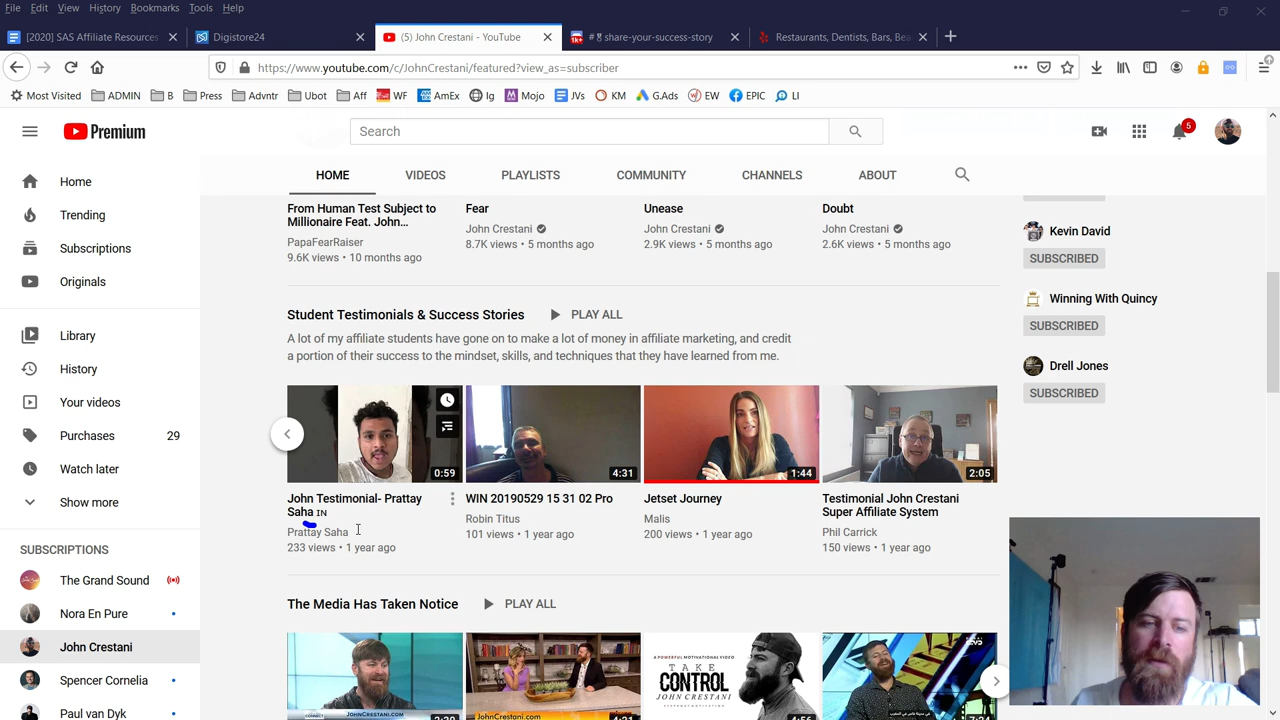 File Edit View History Bookmarks Tools Help
[2020] SAS Affiliate Resources
Digistore24
(5) John Crestani - YouTube
share-your-success-story
Restaurants, Dentists, Bars, Bea
https://www.youtube.com/c/JohnCrestani/featured?view_as=subscriber
Most Visited ADMIN B Press Advntr Ubot Aff WF AmEx Ig Mojo JVs KM G.Ads EW EPIC LI
Premium
Search
5
HOME VIDEOS PLAYLISTS COMMUNITY CHANNELS ABOUT
Home
Trending
Subscriptions
Originals
Library
History
Your videos
Purchases 29
Watch later
Show more
SUBSCRIPTIONS
The Grand Sound
Nora En Pure
John Crestani
Spencer Cornelia
Paul van Dyk
From Human Test Subject to
Millionaire Feat. John...
PapaFearRaiser
9.6K views • 10 months ago
Fear
John Crestani
8.7K views • 5 months ago
Unease
John Crestani
2.9K views • 5 months ago
Doubt
John Crestani
2.6K views • 5 months ago
Student Testimonials & Success Stories
PLAY ALL
A lot of my affiliate students have gone on to make a lot of money in affiliate marketing, and credit
a portion of their success to the mindset, skills, and techniques that they have learned from me.
0:59
4:31
1:44
2:05
John Testimonial- Prattay
Saha IN
Prattay Saha
233 views • 1 year ago
WIN 20190529 15 31 02 Pro
Robin Titus
101 views • 1 year ago
Jetset Journey
Malis
200 views • 1 year ago
Testimonial John Crestani
Super Affiliate System
Phil Carrick
150 views • 1 year ago
The Media Has Taken Notice
PLAY ALL
JOHNCRESTANI.COM
JohnCrestani.com
A POWERFUL MOTIVATIONAL VIDEO
TAKE
CONTROL
JOHN CRESTANI
Kevin David
SUBSCRIBED
Winning With Quincy
SUBSCRIBED
Drell Jones
SUBSCRIBED